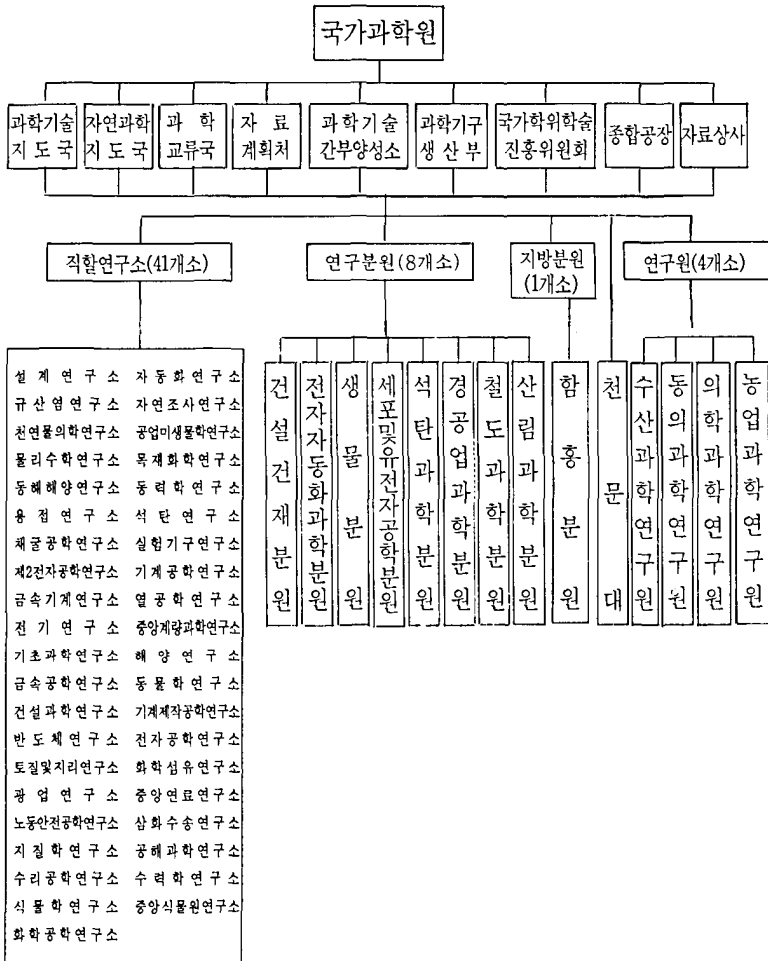 국가과학원
과학기술
지 도 국
자연과학
지 도 국
과 학
교류국
자 료
계획처
과 학 기 술
간부양성소
과학기구
생 산 부
국가학위학술
진흥위원회
종합공장
자료상사
직할연구소(41개소)
연구분원(8개소)
지방분원
(1개소)
연구원(4개소)
설 계 연 구 소 자 동 화 연 구 소
규 산 염 연 구 소 자연조사연구소
천연물의학연구소 공업미생물학연구소
물리수학연구소 목재화학연구소
동해해양연구소 동 력 학 연 구 소
용 접 연 구 소 석 탄 연 구 소
채굴공학연구소 실험기구연구소
제2전자공학연구소 기계공학연구소
금속기계연구소 열 공 학 연 구 소
전 기 연 구 소 중앙계량과학연구소
기초과학연구소 해 양 연 구 소
금속공학연구소 동 물 학 연 구 소
건설과학연구소 기계제작공학연구소
반 도 체 연 구 소 전자공학연구소
토질및지리연구소 화학섬유연구소
광 업 연 구 소 중앙연료연구소
노동안전공학연구소 삼화수송연구소
지 질 학 연 구 소 공해과학연구소
수리공학연구소 수 력 학 연 구 소
식 물 학 연 구 소 중앙식물원연구소
화학공학연구소
건설건재분원
전자자동화과학분원
생물분원
세포및유전자공학분원
석탄과학분원
경공업과학분원
철도과학분원
산림과학분원
함흥분원
천문대
수산과학연구원
동의과학연구원
의학과학연구원
농업과학연구원